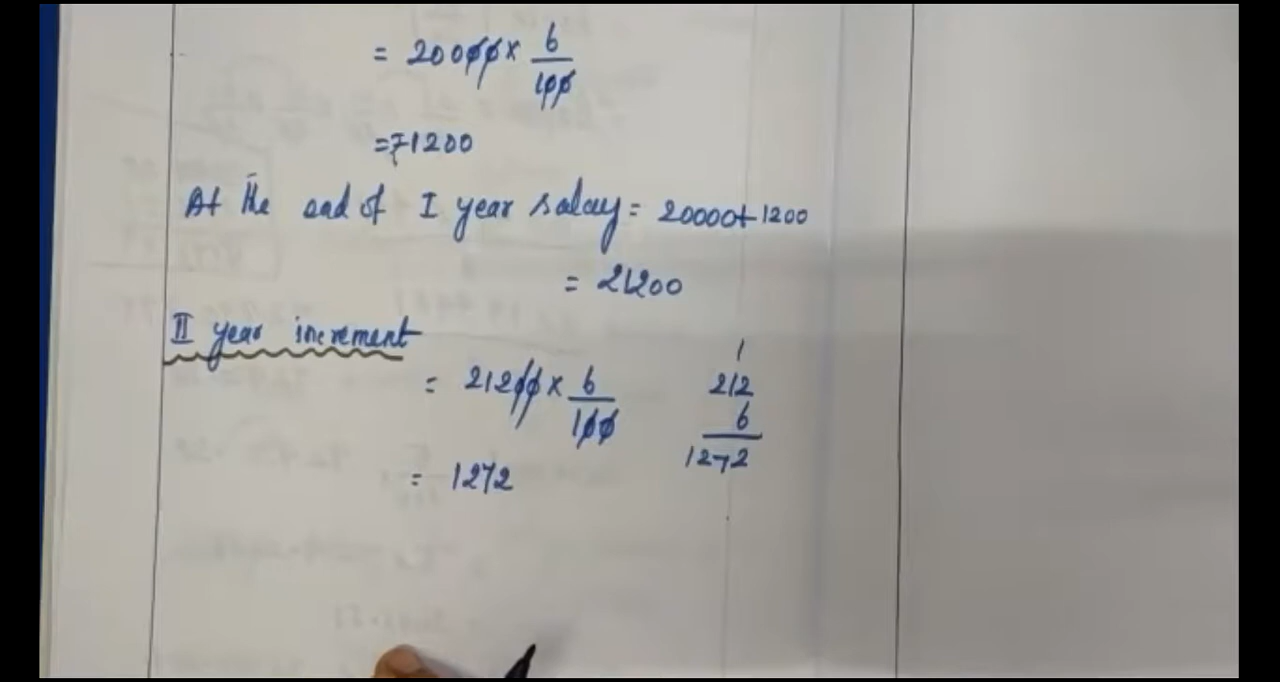 = 20000 × 6/100
= ₹1200
At the end of I year salay = 20000 + 1200
= 21200
II year increment
= 21200 × 6/100
= 1272
1
212
6
1272